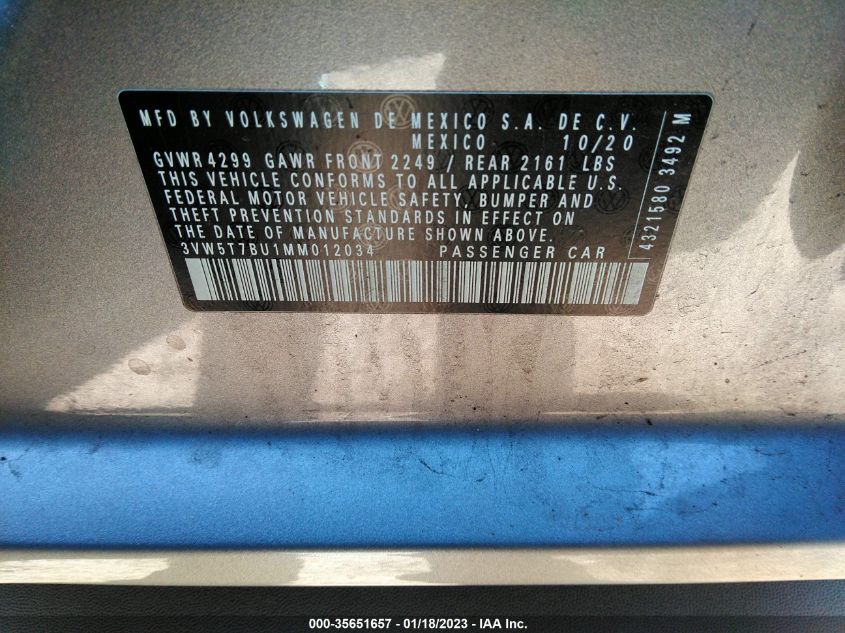 MFD BY VOLKSWAGEN DE MEXICO S.A. DE C.V.
MEXICO 10/20
GVWR 4299 GAWR FRONT 2249 / REAR 2161 LBS
THIS VEHICLE CONFORMS TO ALL APPLICABLE U.S.
FEDERAL MOTOR VEHICLE SAFETY, BUMPER AND
THEFT PREVENTION STANDARDS IN EFFECT ON
THE DATE OF MANUFACTURE SHOWN ABOVE.
3VW5T7BU1MM012034 PASSENGER CAR
4321580 3492 M
000-35651657 - 01/18/2023 - IAA Inc.